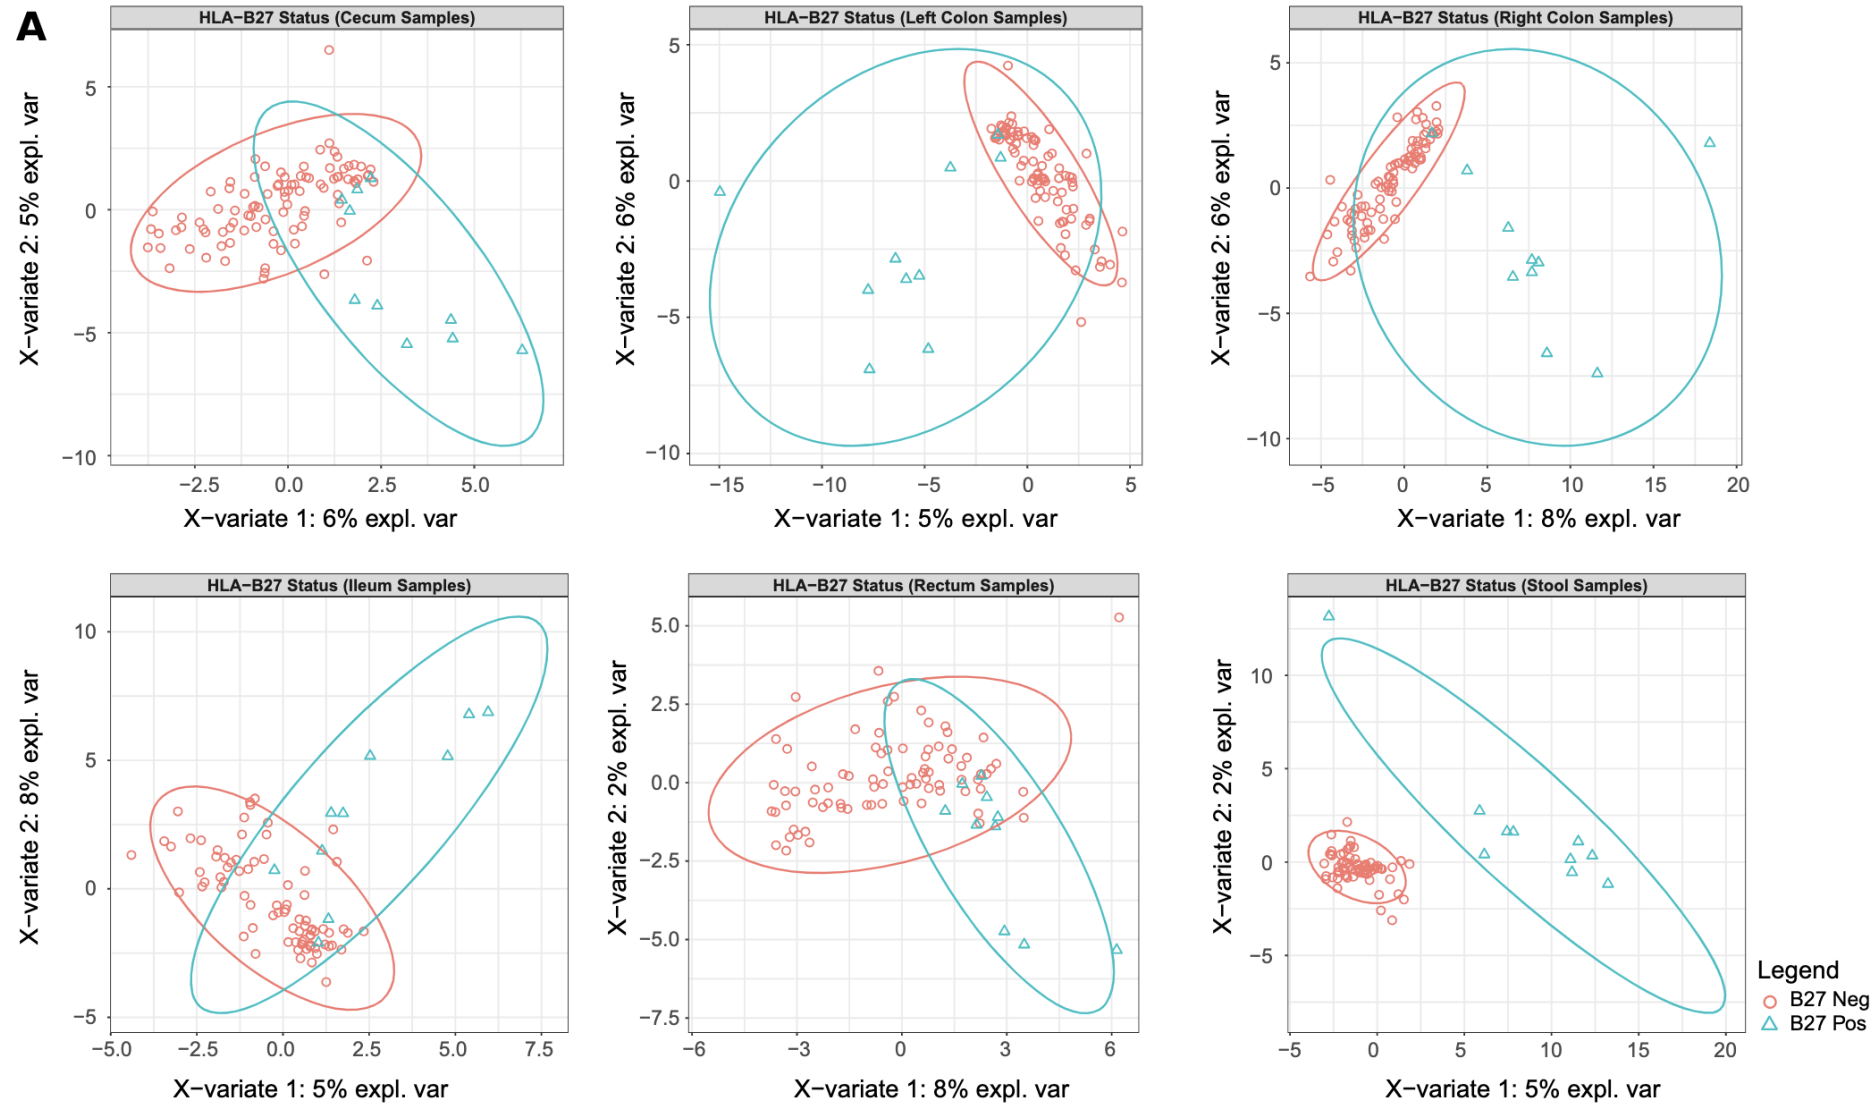 A
HLA−B27 Status (Cecum Samples)
5
0
−5
−10
−2.5 0.0 2.5 5.0
X−variate 2: 5% expl. var
X−variate 1: 6% expl. var
HLA−B27 Status (Left Colon Samples)
5
0
−5
−10
−15 −10 −5 0 5
X−variate 2: 6% expl. var
X−variate 1: 5% expl. var
HLA−B27 Status (Right Colon Samples)
5
0
−5
−10
−5 0 5 10 15 20
X−variate 2: 6% expl. var
X−variate 1: 8% expl. var
HLA−B27 Status (Ileum Samples)
10
5
0
−5
−5.0 −2.5 0.0 2.5 5.0 7.5
X−variate 2: 8% expl. var
X−variate 1: 5% expl. var
HLA−B27 Status (Rectum Samples)
5.0
2.5
0.0
−2.5
−5.0
−7.5
−6 −3 0 3 6
X−variate 2: 2% expl. var
X−variate 1: 8% expl. var
HLA−B27 Status (Stool Samples)
10
5
0
−5
−5 0 5 10 15 20
X−variate 2: 2% expl. var
X−variate 1: 5% expl. var
Legend
B27 Neg
B27 Pos